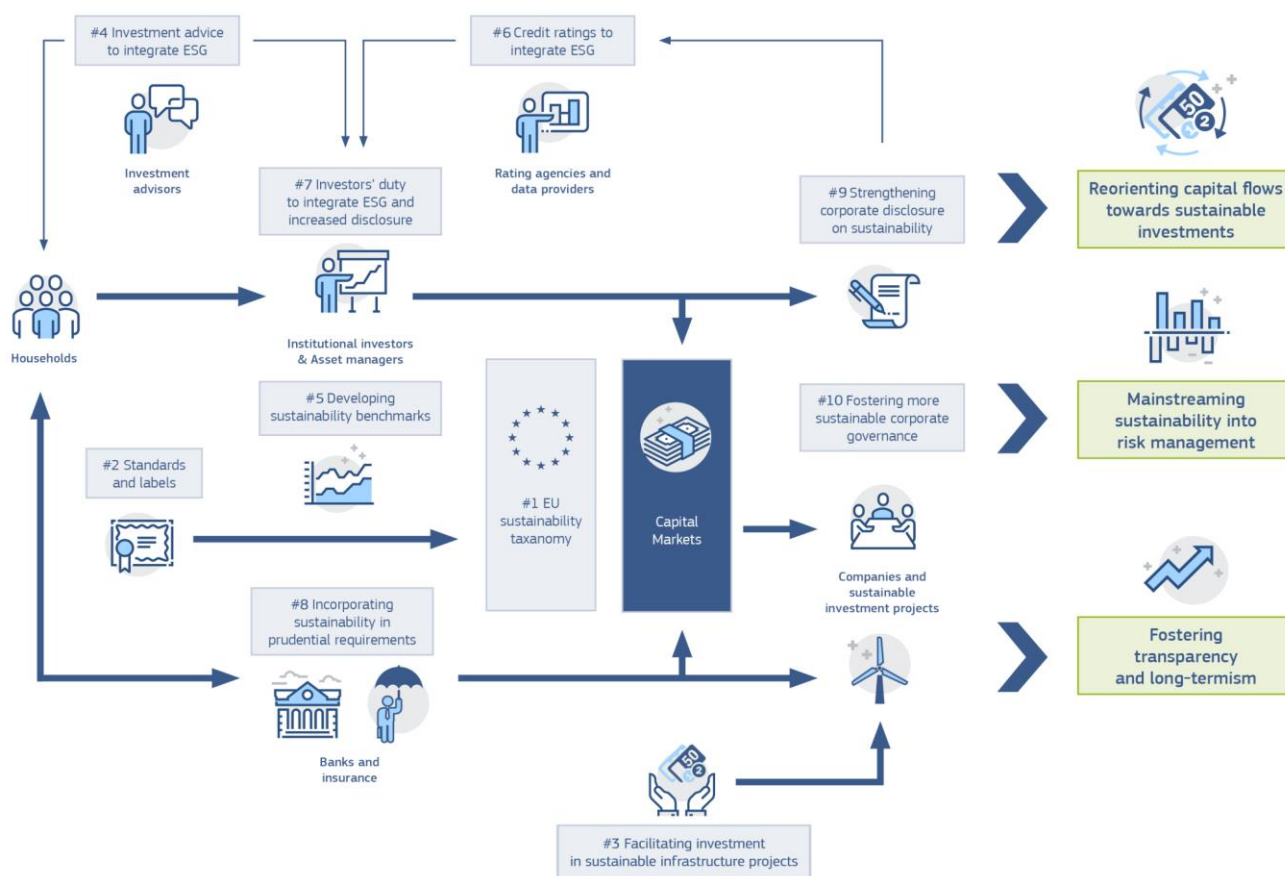 #4 Investment advice
to integrate ESG
#6 Credit ratings to
integrate ESG
50
2
Investment
advisors
Rating agencies and
data providers
#7 Investors' duty
to integrate ESG and
increased disclosure
#9 Strengthening
corporate disclosure
on sustainability
Reorienting capital flows
towards sustainable
investments
Households
Institutional investors
& Asset managers
#5 Developing
sustainability benchmarks
#10 Fostering more
sustainable corporate
governance
Mainstreaming
sustainability into
risk management
#2 Standards
and labels
#1 EU
sustainability
taxanomy
Capital
Markets
Companies and
sustainable
investment projects
#8 Incorporating
sustainability in
prudential requirements
Fostering
transparency
and long-termism
Banks and
insurance
50
2
#3 Facilitating investment
in sustainable infrastructure projects